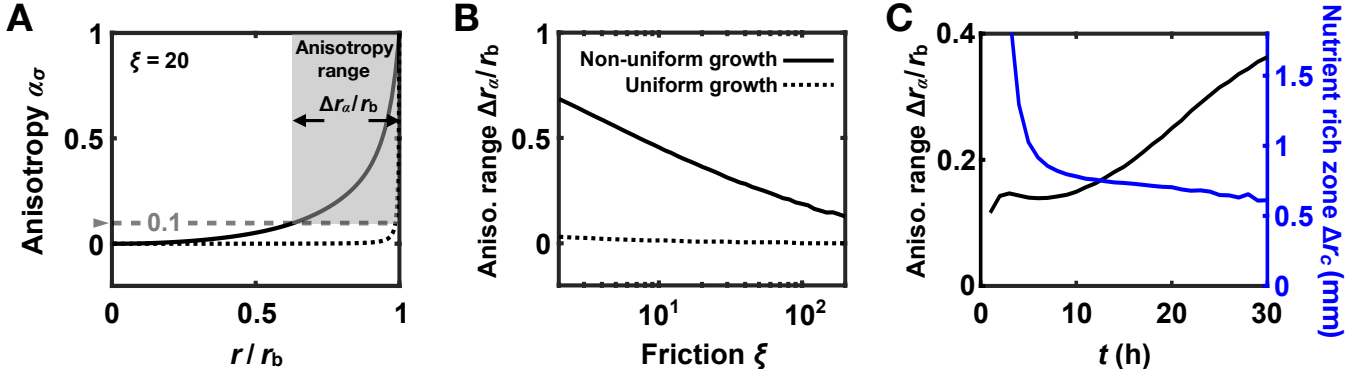 A
Anisotropy ασ
1
0.5
0
ξ = 20
Anisotropy
range
Δrα/rb
0.1
0
0.5
1
r / rb
B
Aniso. range Δrα/rb
1
0.5
0
Non-uniform growth
Uniform growth
10¹
10²
Friction ξ
C
Aniso. range Δrα/rb
0.4
0.2
0
Nutrient rich zone Δrc (mm)
1.5
1
0.5
0
0
10
20
30
t (h)